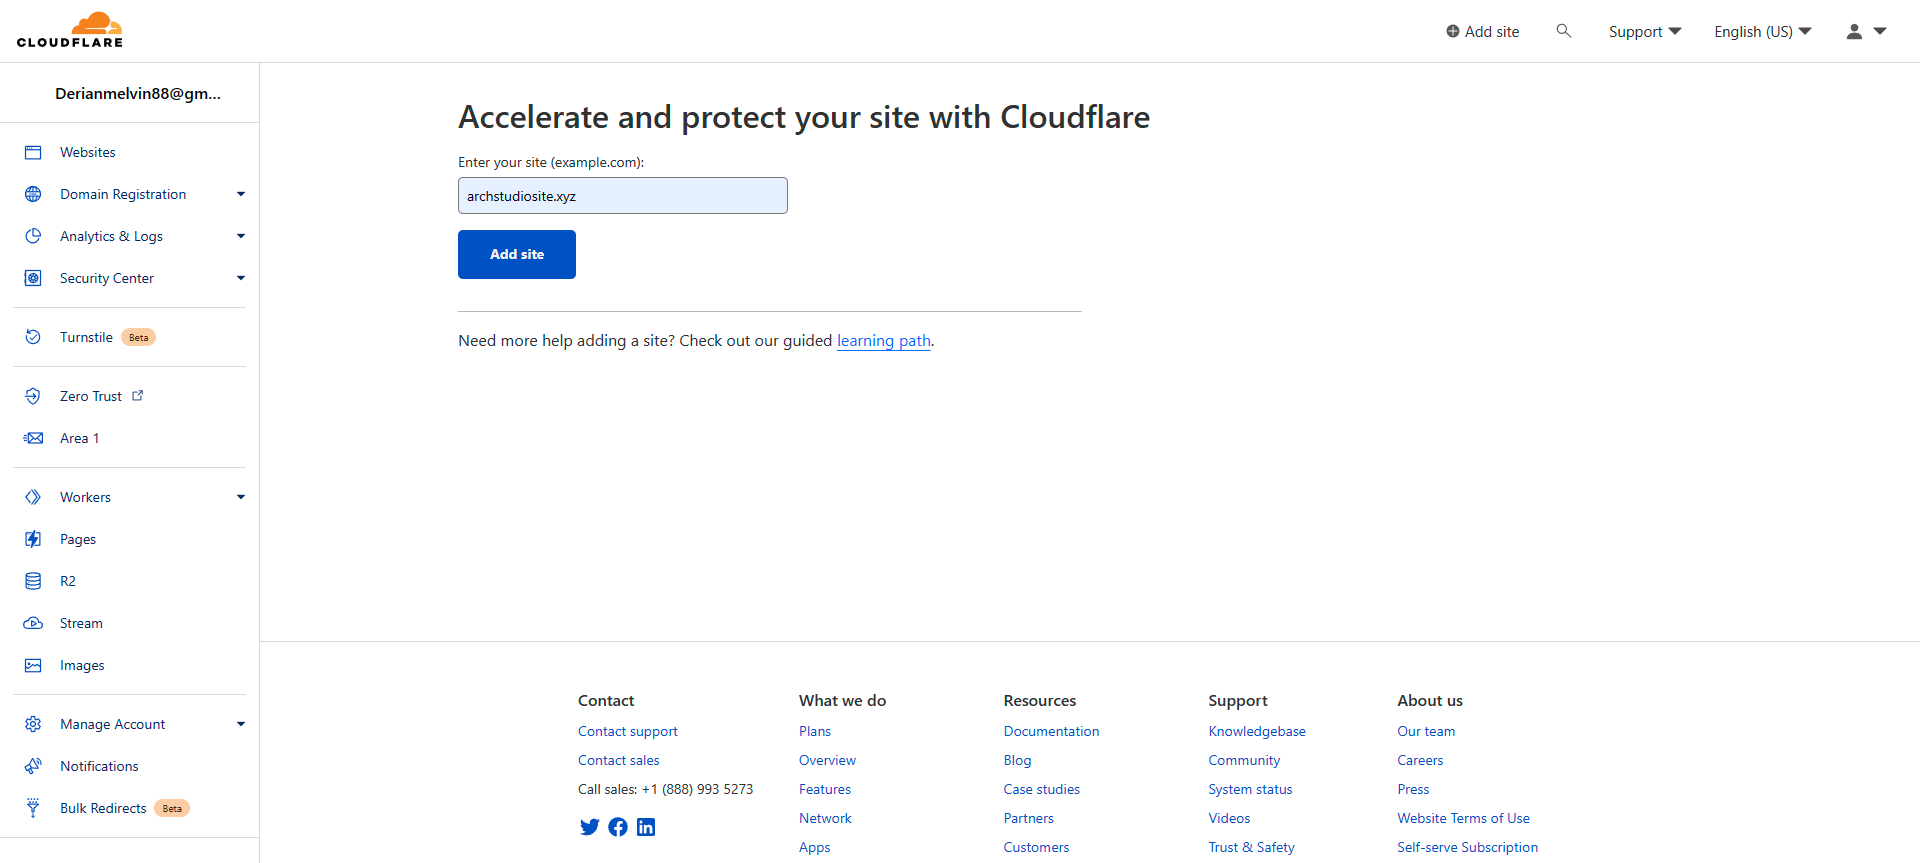 CLOUDFLARE
Add site
Support
English (US)
Derianmelvin88@gm...
Websites
Domain Registration
Analytics & Logs
Security Center
Turnstile Beta
Zero Trust
Area 1
Workers
Pages
R2
Stream
Images
Manage Account
Notifications
Bulk Redirects Beta
Accelerate and protect your site with Cloudflare
Enter your site (example.com):
archstudiosite.xyz
Add site
Need more help adding a site? Check out our guided learning path.
Contact
Contact support
Contact sales
Call sales: +1 (888) 993 5273
What we do
Plans
Overview
Features
Network
Apps
Resources
Documentation
Blog
Case studies
Partners
Customers
Support
Knowledgebase
Community
System status
Videos
Trust & Safety
About us
Our team
Careers
Press
Website Terms of Use
Self-serve Subscription